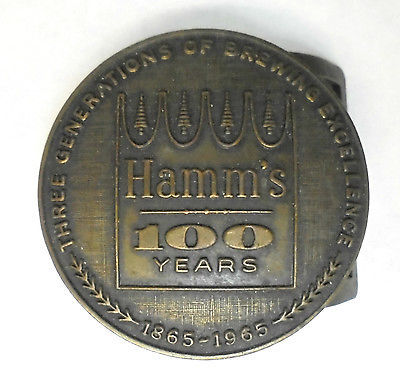 THREE GENERATIONS OF BREWING EXCELLENCE
Hamm's
100
YEARS
1865-1965